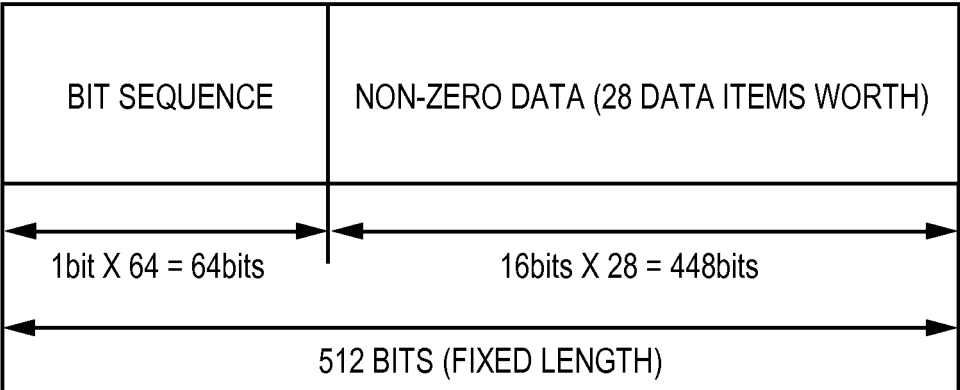 BIT SEQUENCE
NON-ZERO DATA (28 DATA ITEMS WORTH)
1bit X 64 = 64bits
16bits X 28 = 448bits
512 BITS (FIXED LENGTH)